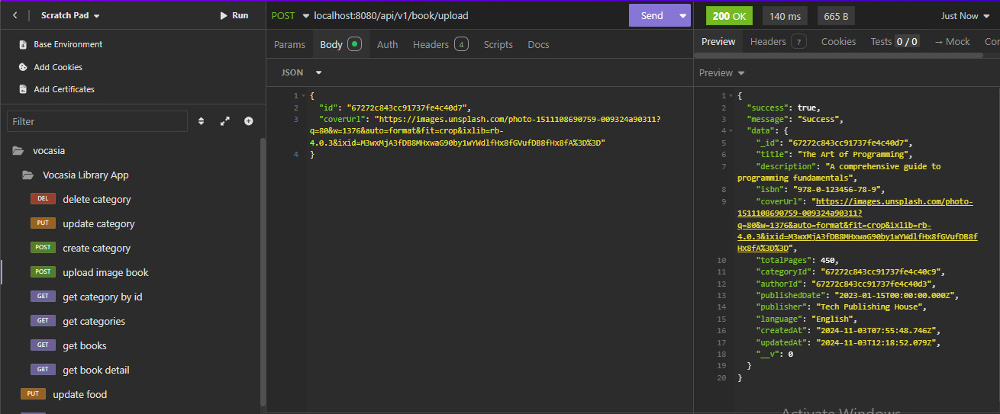 Scratch Pad
Run
Base Environment
Add Cookies
Add Certificates
Filter
vocasia
Vocasia Library App
DEL delete category
PUT update category
POST create category
POST upload image book
GET get category by id
GET get categories
GET get books
GET get book detail
PUT update food
POST localhost:8080/api/v1/book/upload
Send
Params Body Auth Headers 4 Scripts Docs
JSON
1 {
2 "id": "67272c843cc91737fe4c40d7",
3 "coverUrl": "https://images.unsplash.com/photo-1511108690759-009324a90311?
q=80&w=1376&auto=format&fit=crop&ixlib=rb-
4.0.3&ixid=M3wxMjA3fDB8MHxwaG90by1wYWdlfHx8fGVufDB8fHx8fA%3D%3D"
4 }
200 OK 140 ms 665 B Just Now
Preview Headers 7 Cookies Tests 0 / 0 → Mock Con
Preview
1 {
2 "success": true,
3 "message": "Success",
4 "data": {
5 "_id": "67272c843cc91737fe4c40d7",
6 "title": "The Art of Programming",
7 "description": "A comprehensive guide to
programming fundamentals",
8 "isbn": "978-0-123456-78-9",
9 "coverUrl": "https://images.unsplash.com/photo-
1511108690759-009324a90311?
q=80&w=1376&auto=format&fit=crop&ixlib=rb-
4.0.3&ixid=M3wxMjA3fDB8MHxwaG90by1wYWdlfHx8fGVufDB8f
Hx8fA%3D%3D",
10 "totalPages": 450,
11 "categoryId": "67272c843cc91737fe4c40c9",
12 "authorId": "67272c843cc91737fe4c40d3",
13 "publishedDate": "2023-01-15T00:00:00.000Z",
14 "publisher": "Tech Publishing House",
15 "language": "English",
16 "createdAt": "2024-11-03T07:55:48.746Z",
17 "updatedAt": "2024-11-03T12:18:52.079Z",
18 "__v": 0
19 }
20 }
Activate Windows